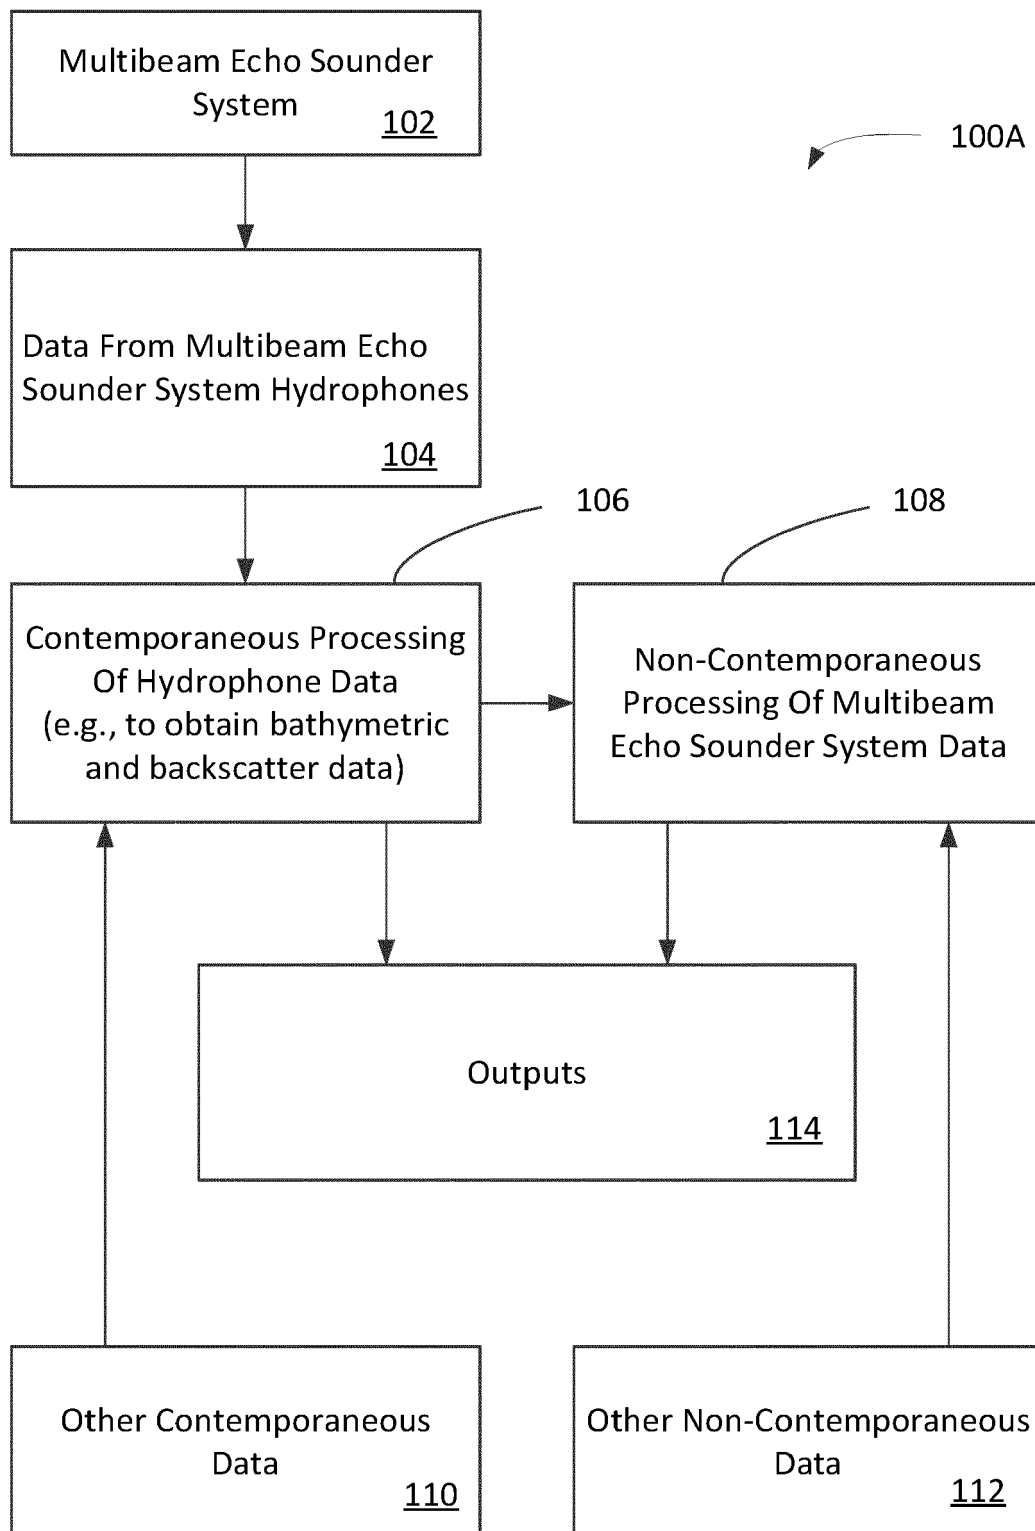 Multibeam Echo Sounder
System
102
100A
Data From Multibeam Echo
Sounder System Hydrophones
104
106
108
Contemporaneous Processing
Of Hydrophone Data
(e.g., to obtain bathymetric
and backscatter data)
Non-Contemporaneous
Processing Of Multibeam
Echo Sounder System Data
Outputs
114
Other Contemporaneous
Data
110
Other Non-Contemporaneous
Data
112